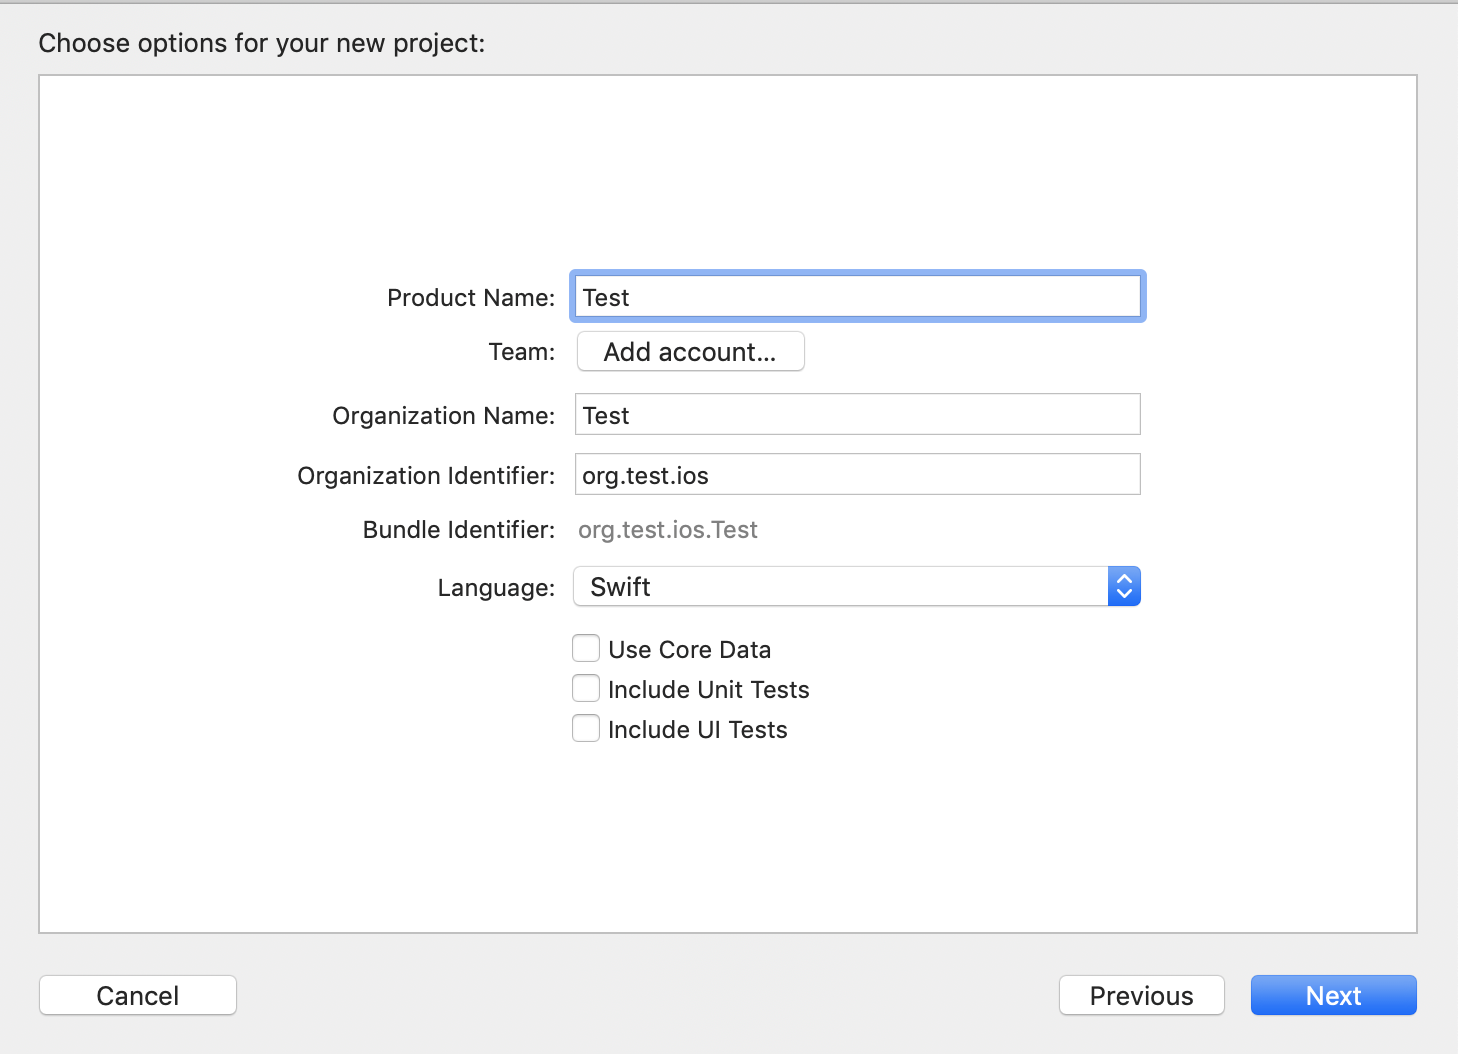 Choose options for your new project:
Product Name: Test
Team: Add account...
Organization Name: Test
Organization Identifier: org.test.ios
Bundle Identifier: org.test.ios.Test
Language: Swift
Use Core Data
Include Unit Tests
Include UI Tests
Cancel Previous Next